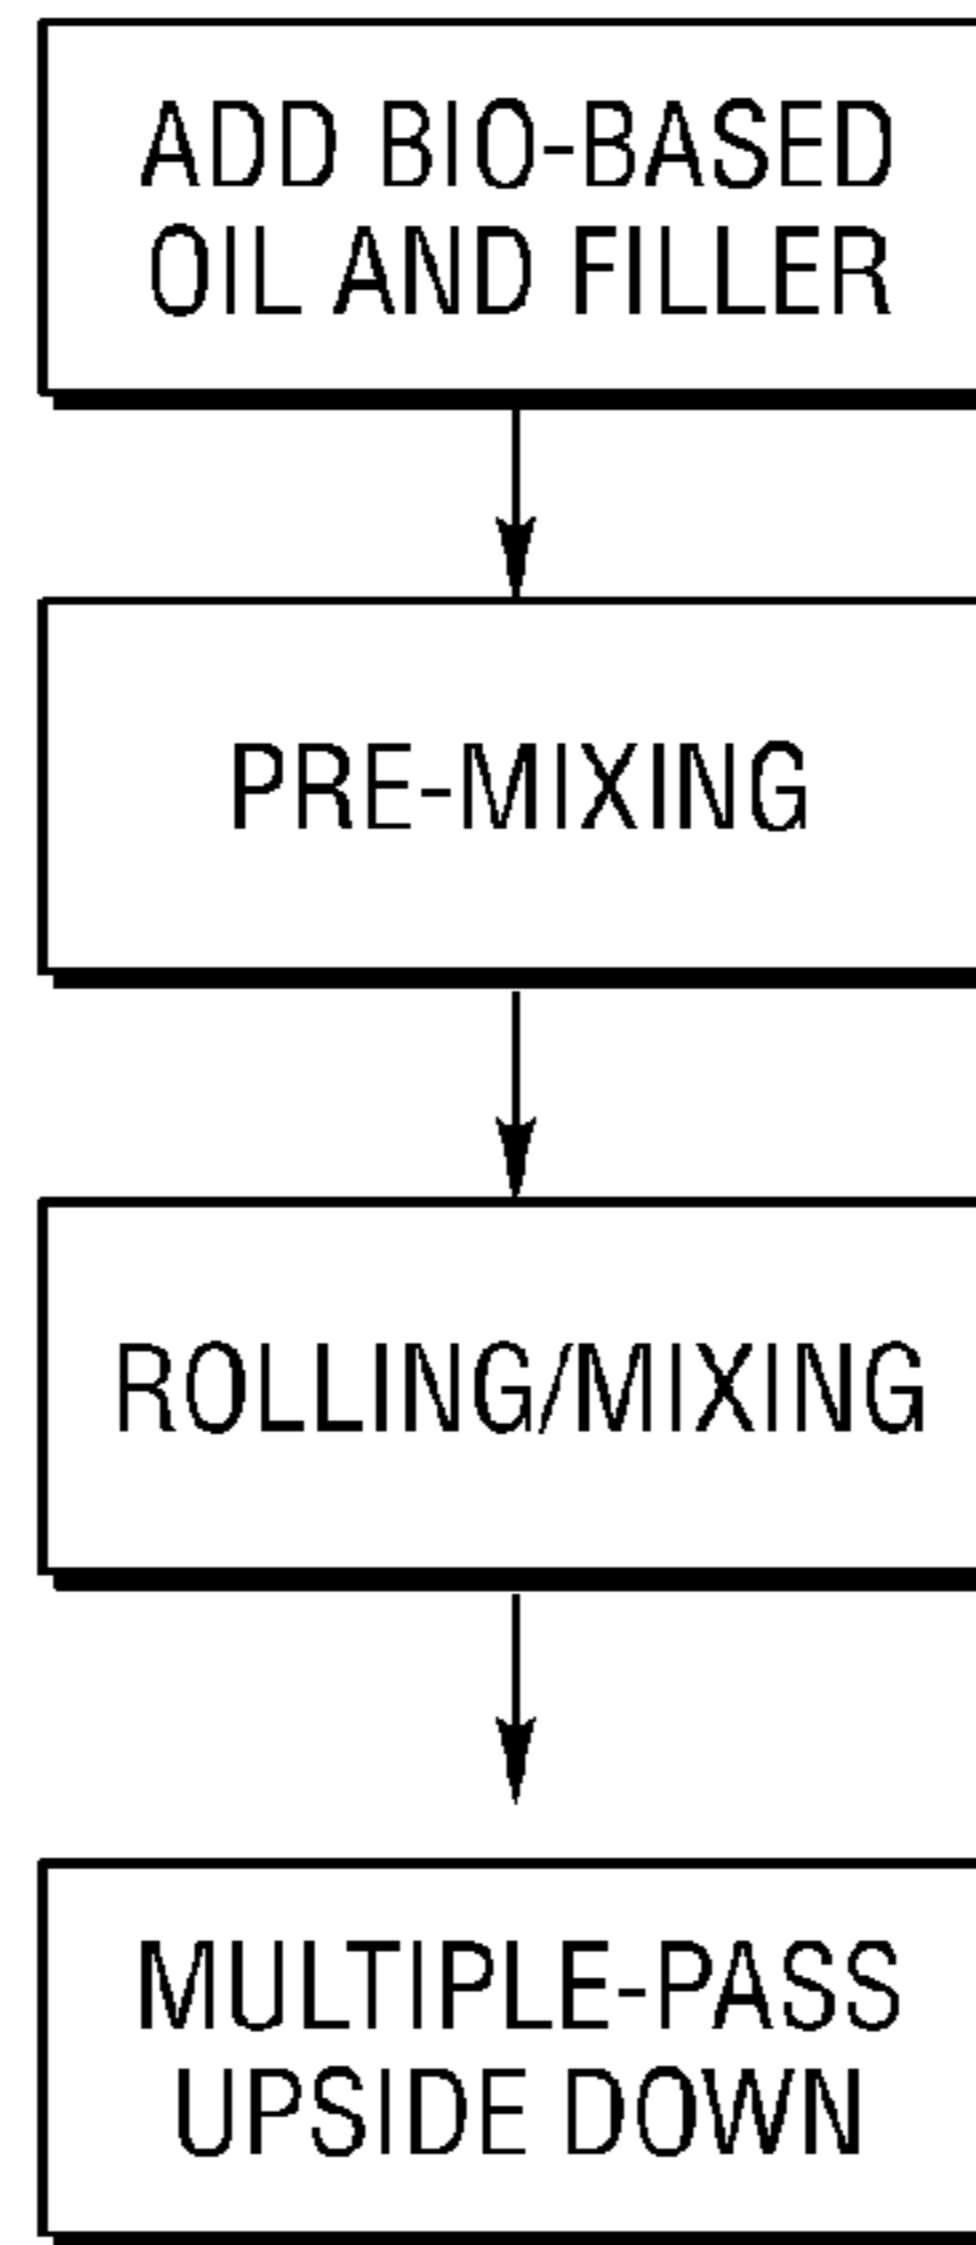 ADD BIO-BASED
OIL AND FILLER
PRE-MIXING
ROLLING/MIXING
MULTIPLE-PASS
UPSIDE DOWN